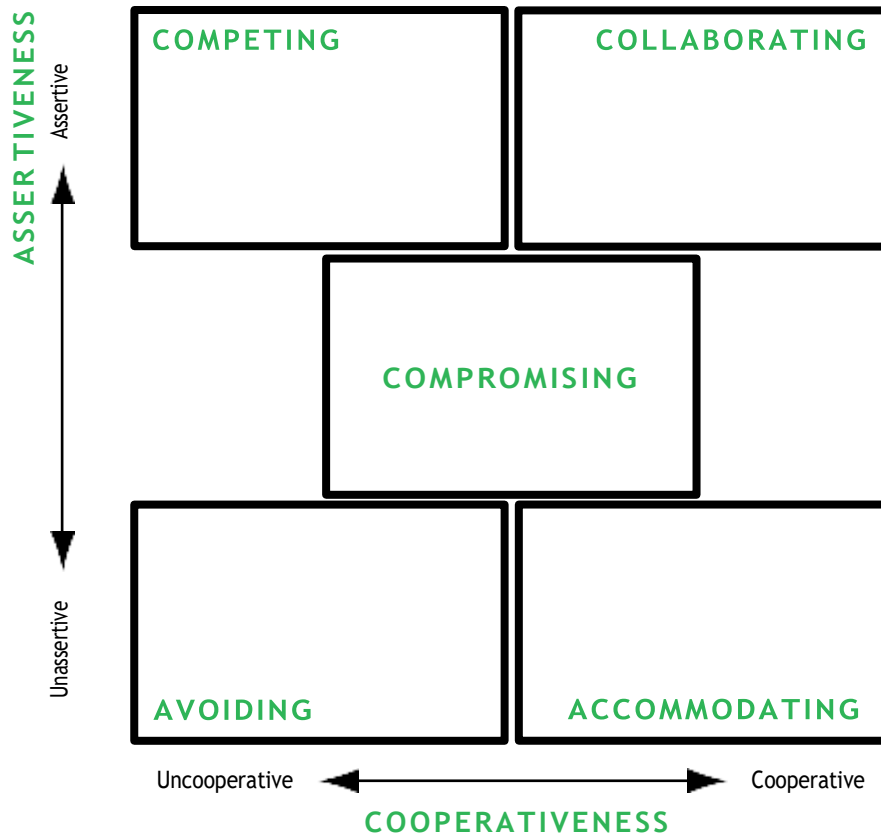 ASSERTIVENESS
Assertive
Unassertive
COMPETING
COLLABORATING
COMPROMISING
AVOIDING
ACCOMMODATING
Uncooperative
Cooperative
COOPERATIVENESS